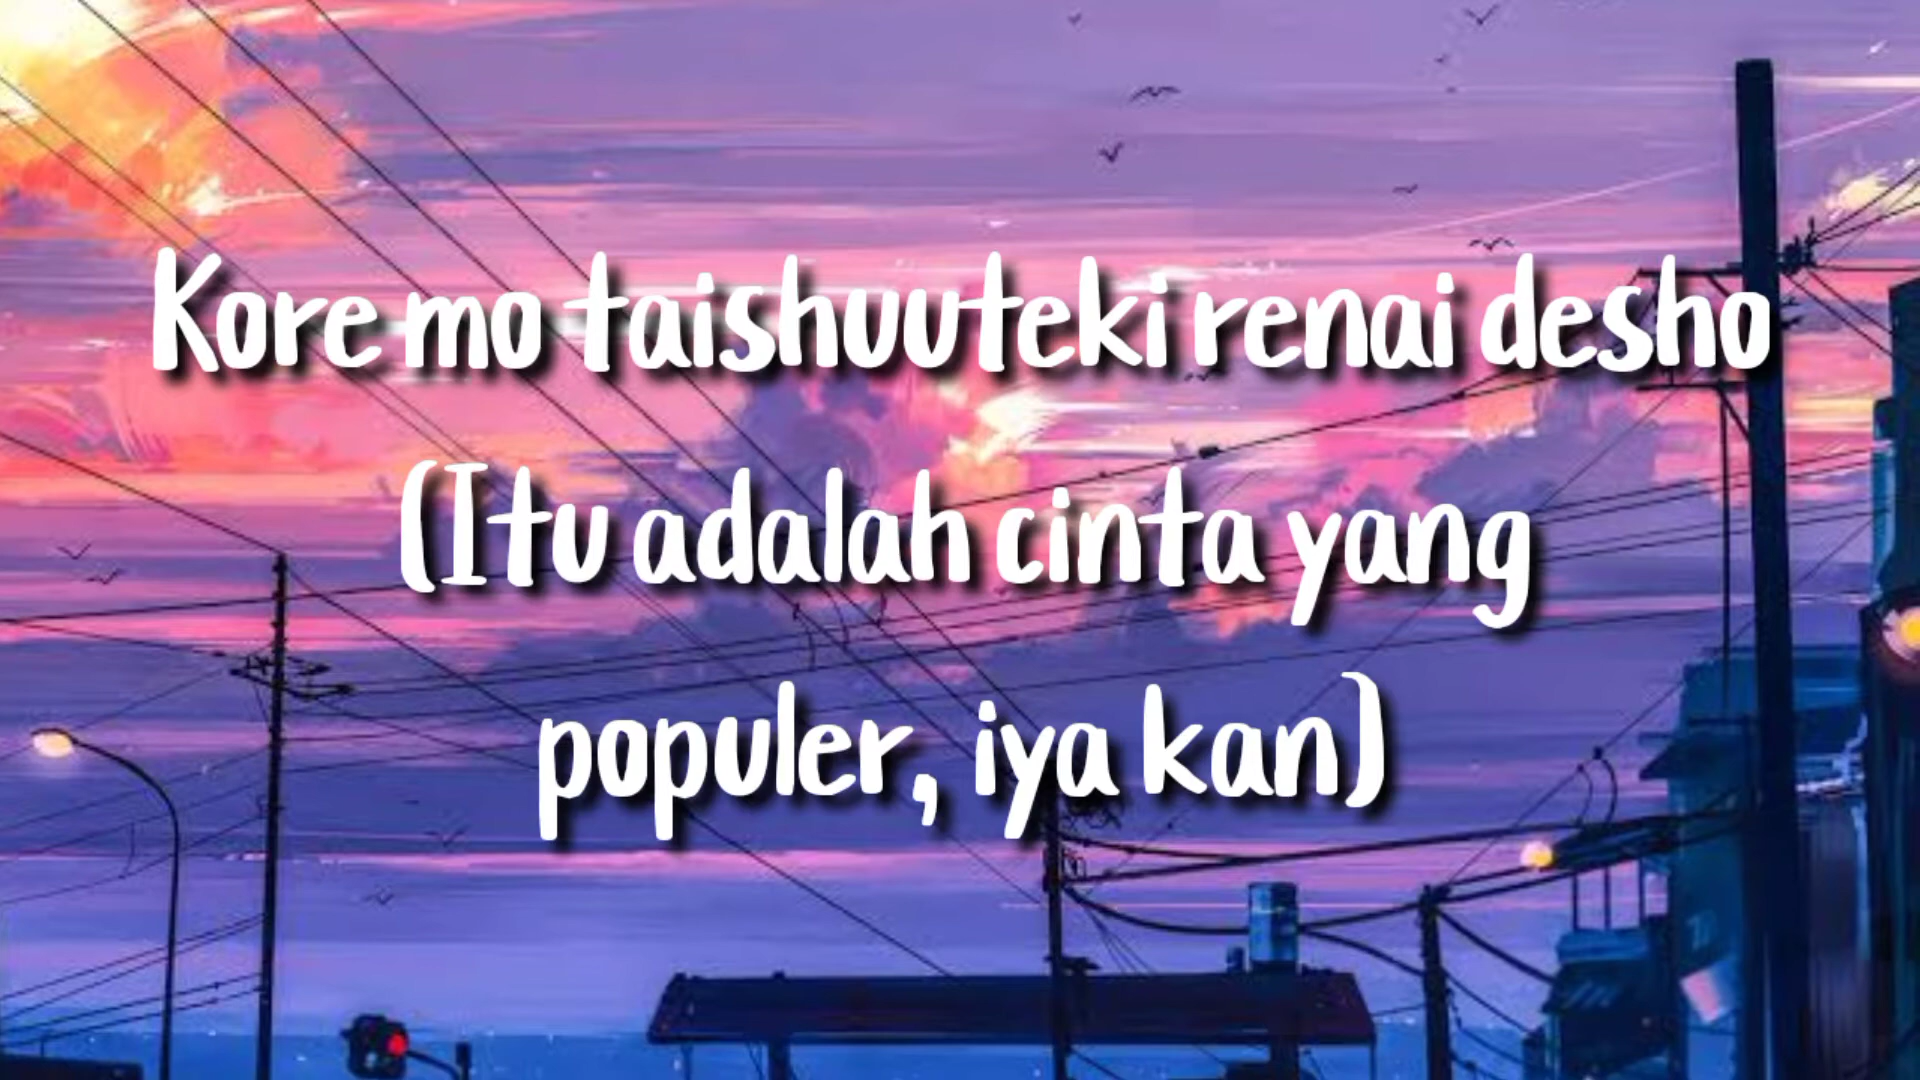 Kore mo taishuuteki renai desho
(Itu adalah cinta yang
populer, iya kan)